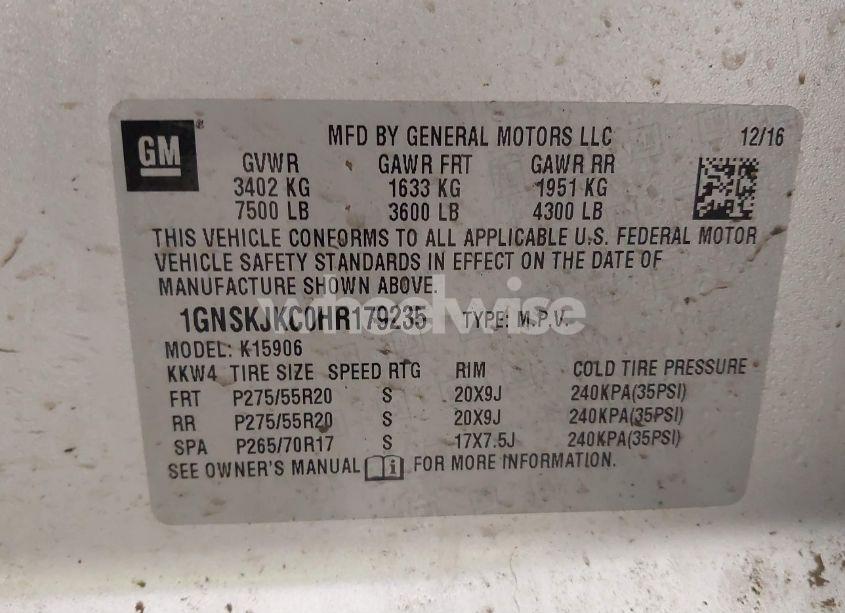 GM
MFD BY GENERAL MOTORS LLC 12/16
GVWR GAWR FRT GAWR RR
3402 KG 1633 KG 1951 KG
7500 LB 3600 LB 4300 LB
THIS VEHICLE CONFORMS TO ALL APPLICABLE U.S. FEDERAL MOTOR
VEHICLE SAFETY STANDARDS IN EFFECT ON THE DATE OF
MANUFACTURE SHOWN ABOVE.
wheelwise
1GNSKJKC0HR179235 TYPE: M.P.V.
MODEL: K15906
KKW4 TIRE SIZE SPEED RTG RIM COLD TIRE PRESSURE
FRT P275/55R20 S 20X9J 240KPA(35PSI)
RR P275/55R20 S 20X9J 240KPA(35PSI)
SPA P265/70R17 S 17X7.5J 240KPA(35PSI)
SEE OWNER'S MANUAL i FOR MORE INFORMATION.